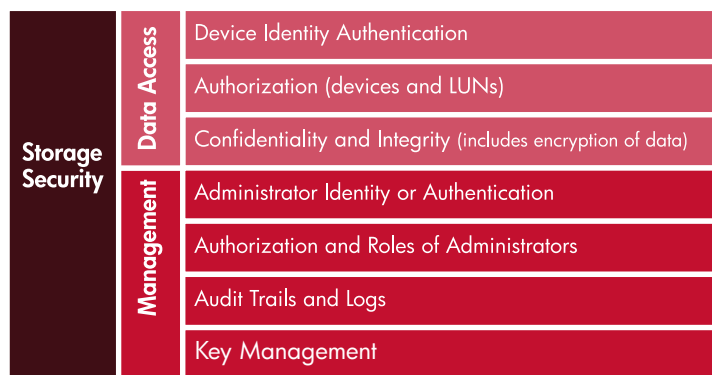 Storage
Security
Data Access
Device Identity Authentication
Authorization (devices and LUNs)
Confidentiality and Integrity (includes encryption of data)
Management
Administrator Identity or Authentication
Authorization and Roles of Administrators
Audit Trails and Logs
Key Management